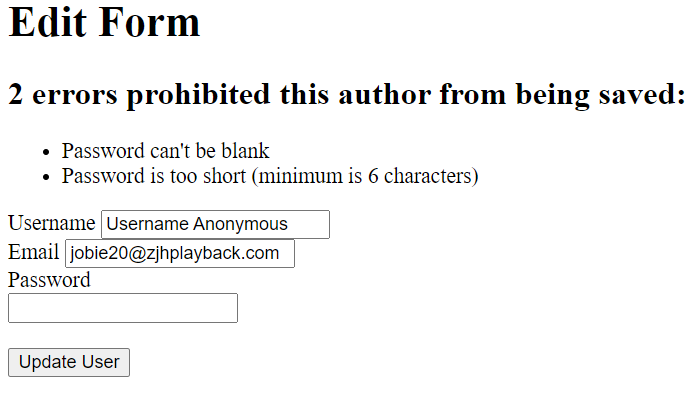 Edit Form
2 errors prohibited this author from being saved:
• Password can't be blank
• Password is too short (minimum is 6 characters)
Username Username Anonymous
Email jobie20@zjhplayback.com
Password
Update User